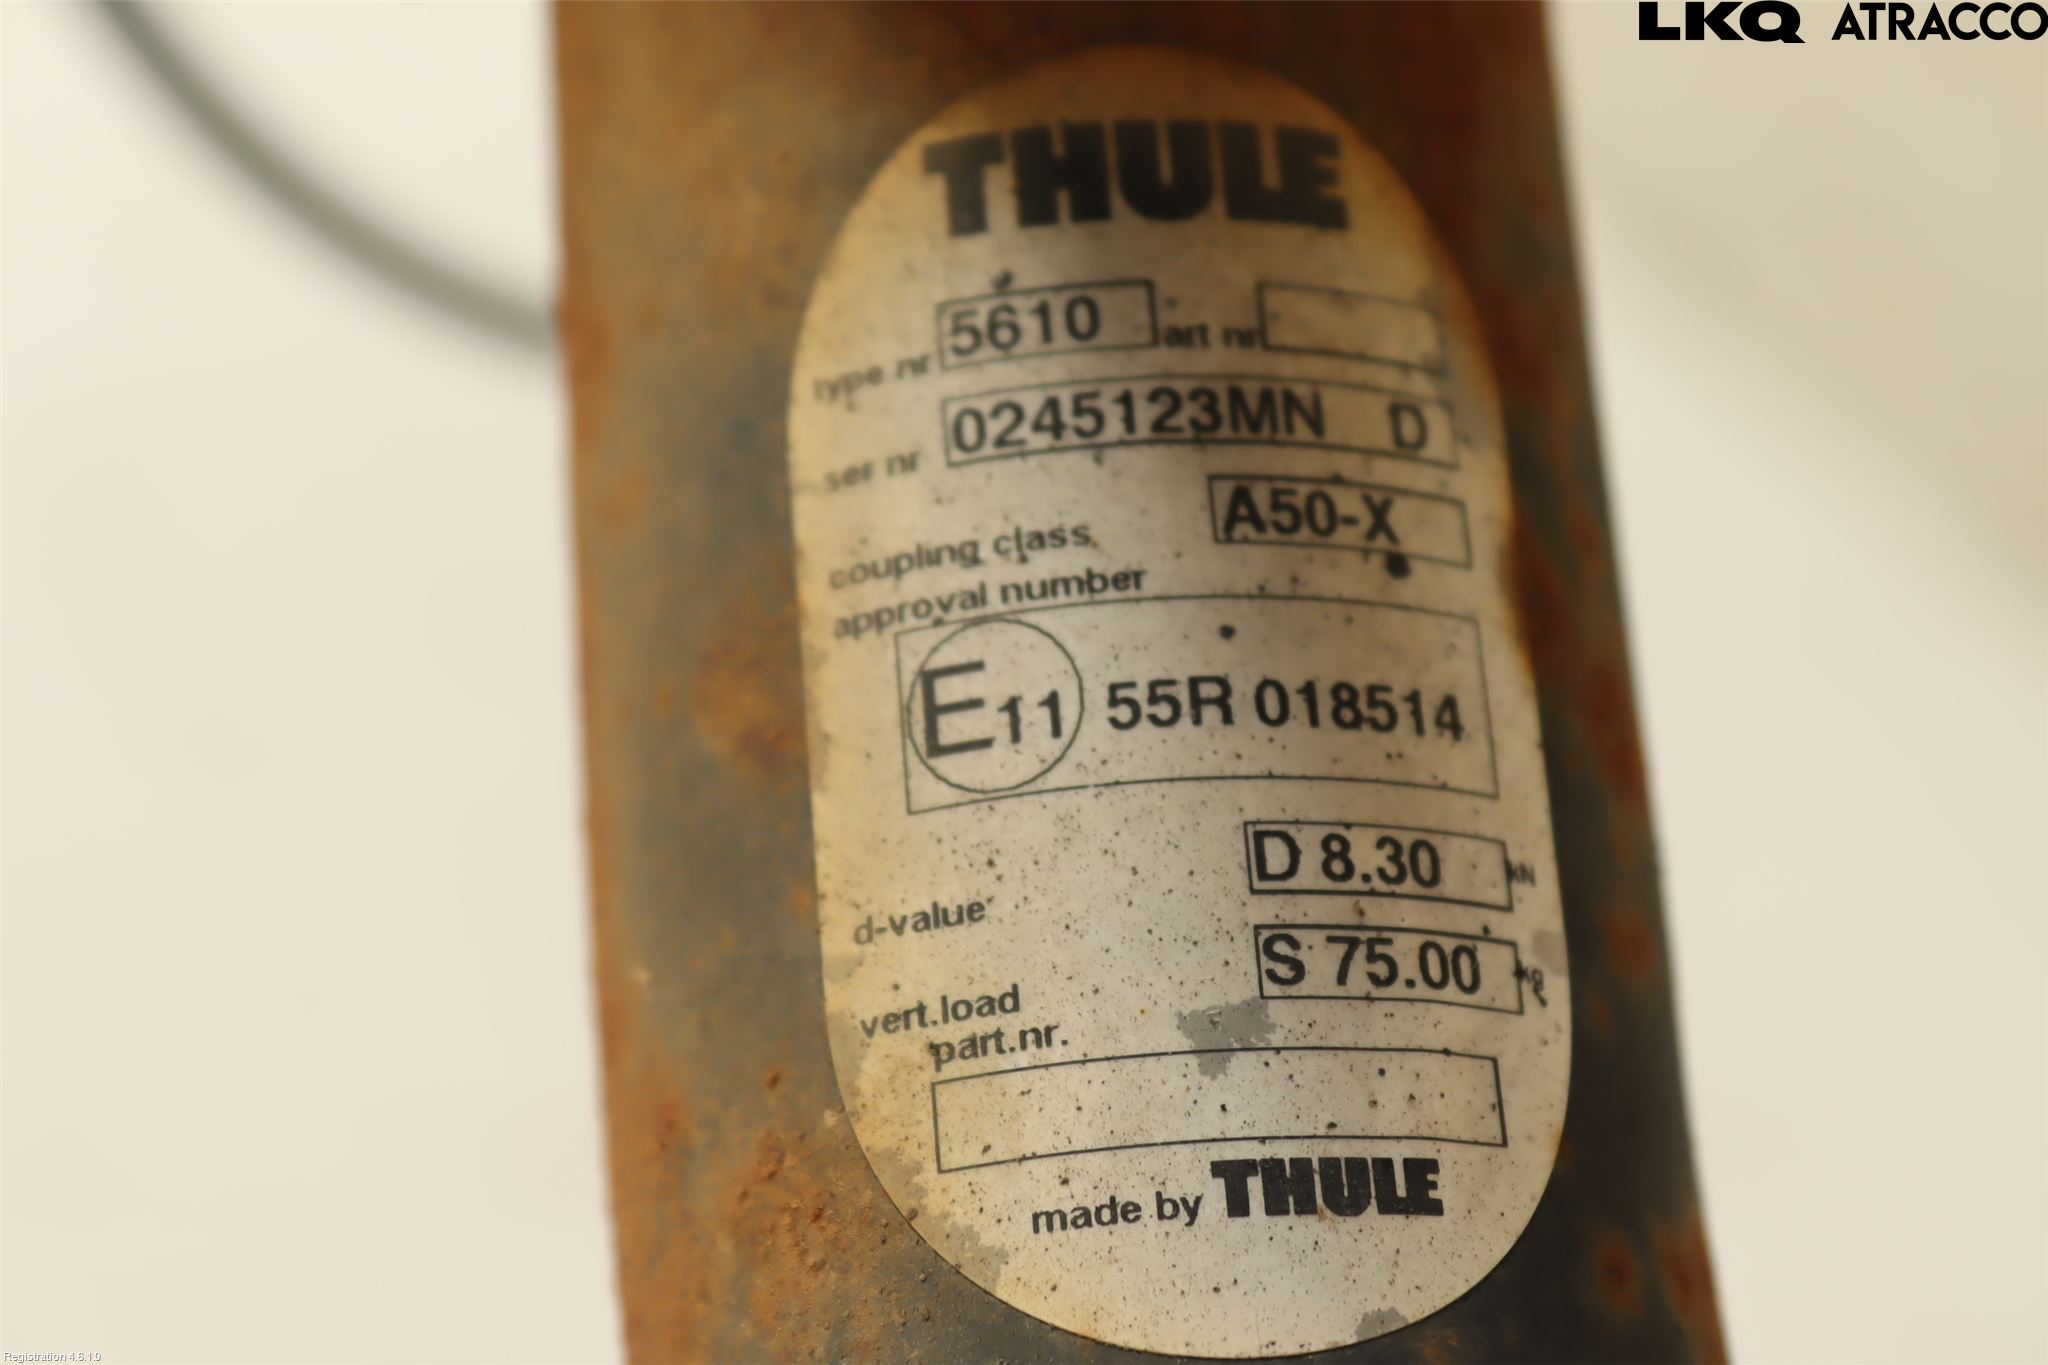 LKQ ATRACCO
THULE
type nr 5610 art nr
ser nr 0245123MN D
coupling class A50-X
approval number
E11 55R 018514
d-value D 8.30 kN
vert.load S 75.00 kg
part.nr.
made by THULE
Registration 4.6.1.0